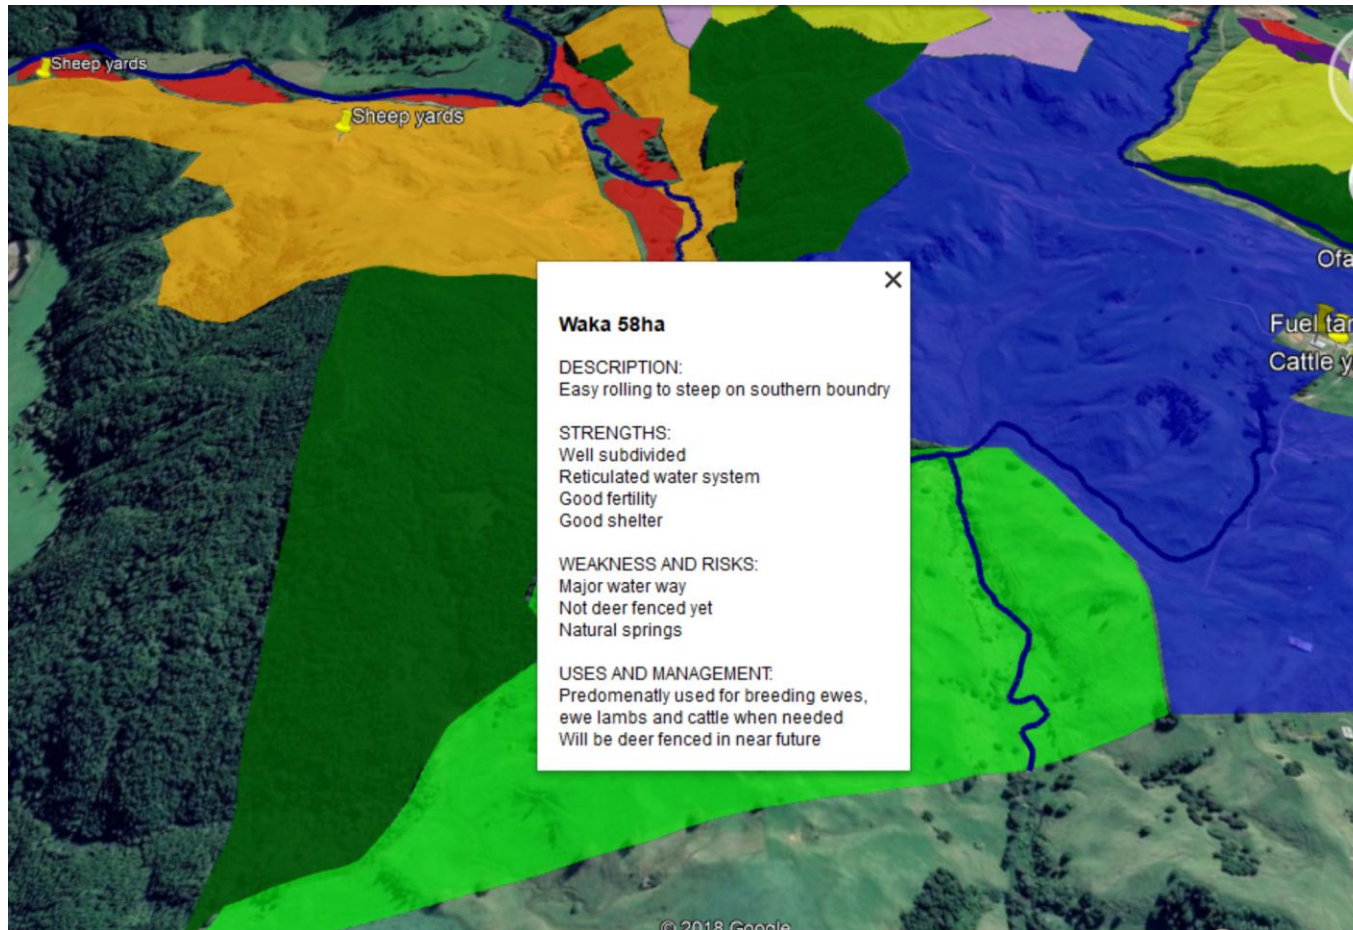 Sheep yards
Sheep yards
Waka 58ha
DESCRIPTION:
Easy rolling to steep on southern boundry
STRENGTHS:
Well subdivided
Reticulated water system
Good fertility
Good shelter
WEAKNESS AND RISKS:
Major water way
Not deer fenced yet
Natural springs
USES AND MANAGEMENT:
Predomenatly used for breeding ewes,
ewe lambs and cattle when needed
Will be deer fenced in near future
Ofa
Fuel tan
Cattle y
© 2018 Google